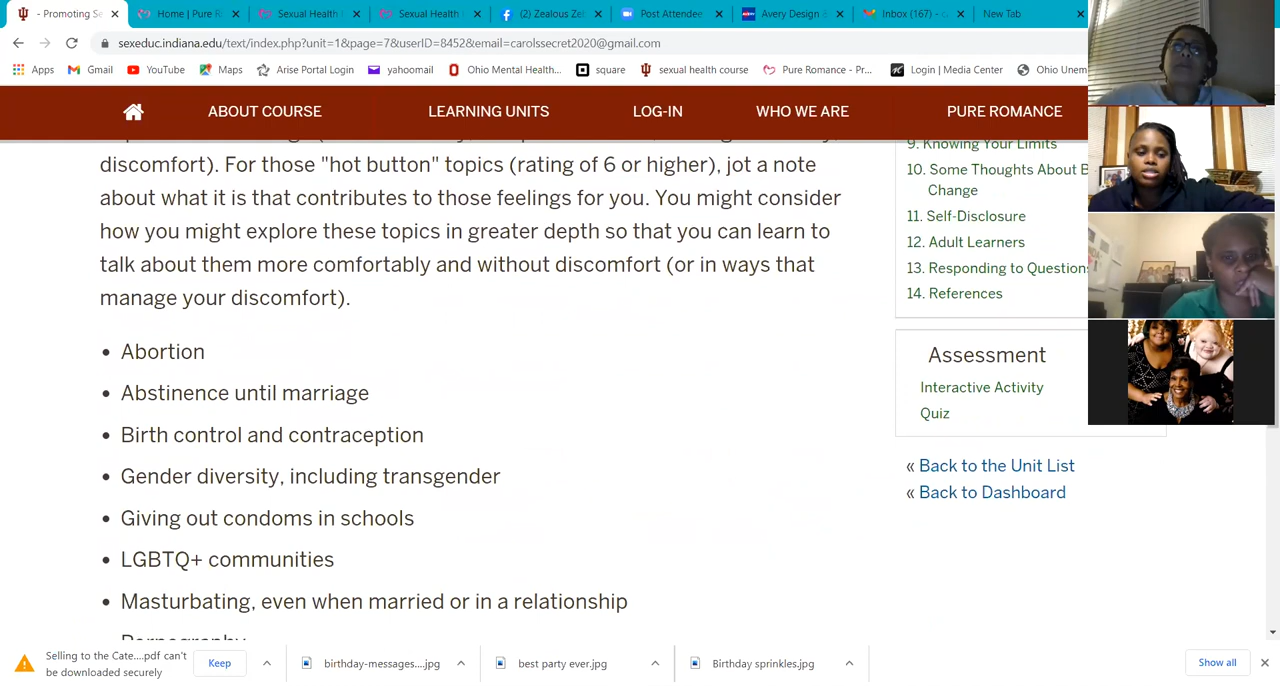 - Promoting Se
Home | Pure R
Sexual Health
Sexual Health
(2) Zealous Zei
Post Attendee
Avery Design &
Inbox (167) - c
New Tab
sexeduc.indiana.edu/text/index.php?unit=1&page=7&userID=8452&email=carolssecret2020@gmail.com
Apps
Gmail
YouTube
Maps
Arise Portal Login
yahoomail
Ohio Mental Health...
square
sexual health course
Pure Romance - Pr...
Login | Media Center
Ohio Unem
ABOUT COURSE
LEARNING UNITS
LOG-IN
WHO WE ARE
PURE ROMANCE
discomfort). For those "hot button" topics (rating of 6 or higher), jot a note
about what it is that contributes to those feelings for you. You might consider
how you might explore these topics in greater depth so that you can learn to
talk about them more comfortably and without discomfort (or in ways that
manage your discomfort).
• Abortion
• Abstinence until marriage
• Birth control and contraception
• Gender diversity, including transgender
• Giving out condoms in schools
• LGBTQ+ communities
• Masturbating, even when married or in a relationship
• Pornography
9. Knowing Your Limits
10. Some Thoughts About B
Change
11. Self-Disclosure
12. Adult Learners
13. Responding to Questions
14. References
Assessment
Interactive Activity
Quiz
« Back to the Unit List
« Back to Dashboard
Selling to the Cate....pdf can't
be downloaded securely
Keep
birthday-messages....jpg
best party ever.jpg
Birthday sprinkles.jpg
Show all